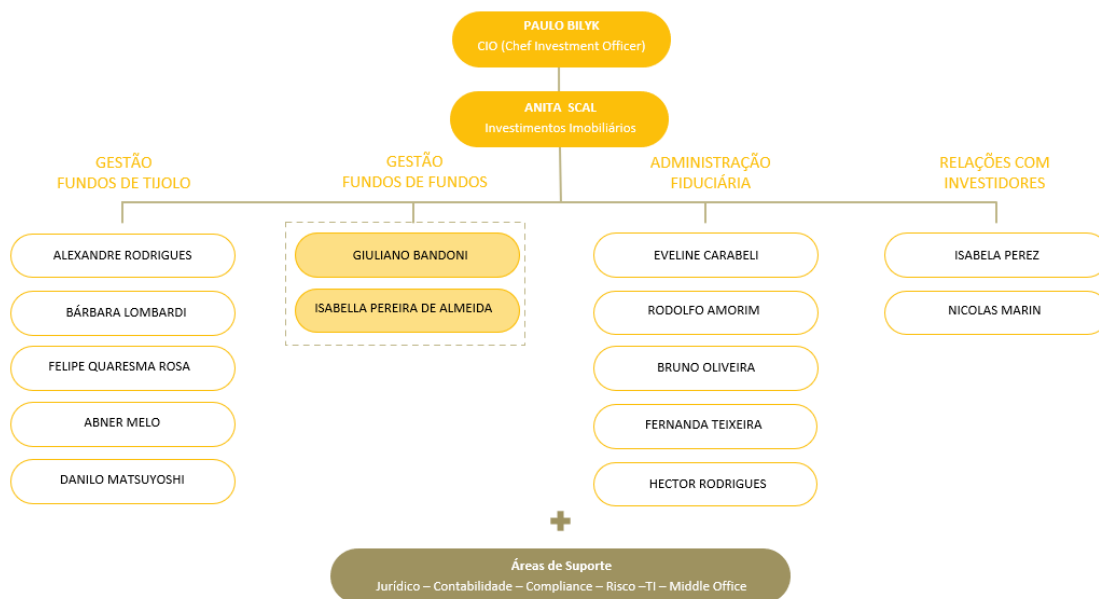 PAULO BILYK
CIO (Chef Investment Officer)
ANITA SCAL
Investimentos Imobiliários
GESTÃO
FUNDOS DE TIJOLO
GESTÃO
FUNDOS DE FUNDOS
ADMINISTRAÇÃO
FIDUCIÁRIA
RELAÇÕES COM
INVESTIDORES
ALEXANDRE RODRIGUES
BÁRBARA LOMBARDI
FELIPE QUARESMA ROSA
ABNER MELO
DANILO MATSUYOSHI
GIULIANO BANDONI
ISABELLA PEREIRA DE ALMEIDA
EVELINE CARABELI
RODOLFO AMORIM
BRUNO OLIVEIRA
FERNANDA TEIXEIRA
HECTOR RODRIGUES
ISABELA PEREZ
NICOLAS MARIN
Áreas de Suporte
Jurídico – Contabilidade – Compliance – Risco –TI – Middle Office